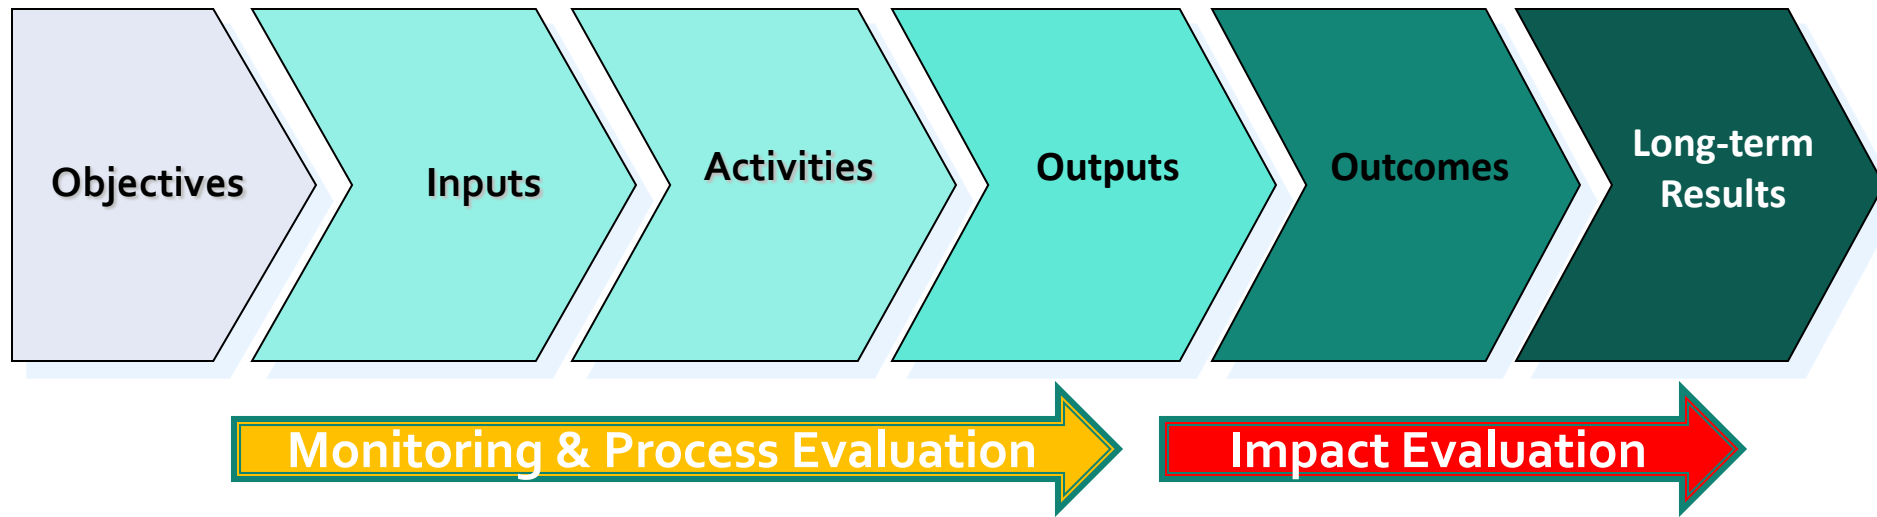 Objectives
Inputs
Activities
Outputs
Outcomes
Long-term
Results
Monitoring & Process Evaluation
Impact Evaluation